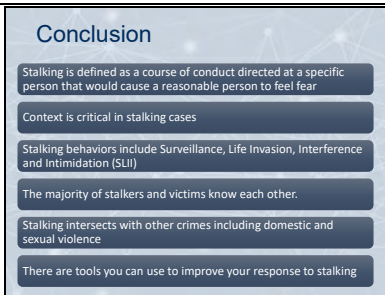 Conclusion
Stalking is defined as a course of conduct directed at a specific
person that would cause a reasonable person to feel fear
Context is critical in stalking cases
Stalking behaviors include Surveillance, Life Invasion, Interference
and Intimidation (SLII)
The majority of stalkers and victims know each other.
Stalking intersects with other crimes including domestic and
sexual violence
There are tools you can use to improve your response to stalking